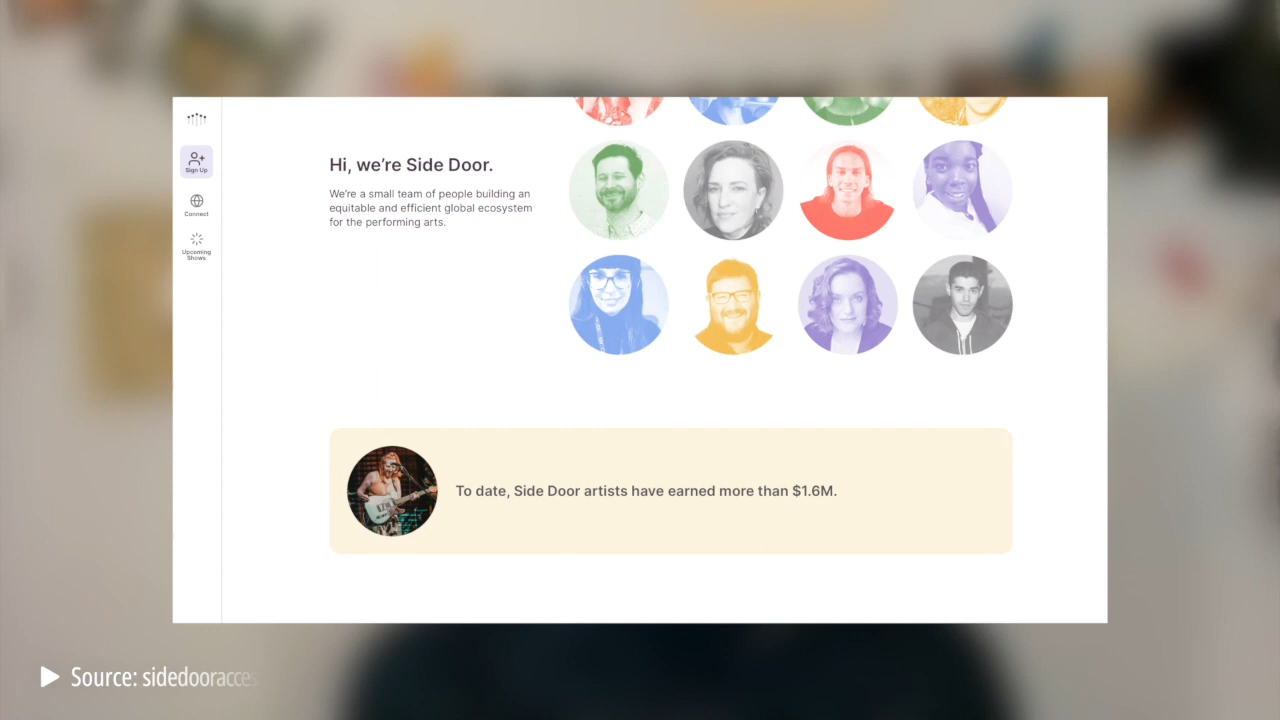 Sign Up
Connect
Upcoming
Shows
Hi, we're Side Door.
We're a small team of people building an
equitable and efficient global ecosystem
for the performing arts.
To date, Side Door artists have earned more than $1.6M.
Source: sidedooracces